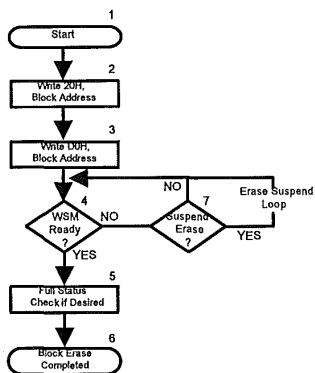 1
Start
2
Write 20H,
Block Address
3
Write D0H,
Block Address
NO
7
Erase Suspend
Loop
4
WSM
Ready
?
NO
Suspend
Erase
?
YES
YES
5
Full Status
Check if Desired
6
Block Erase
Completed